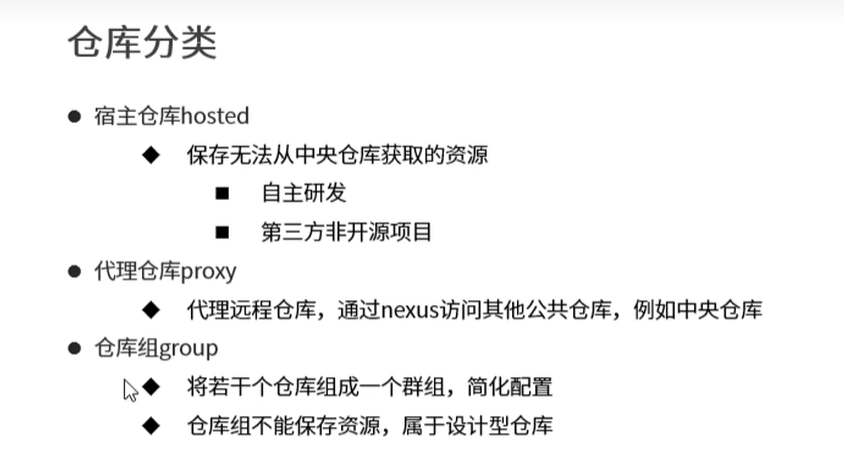 仓库分类
宿主仓库hosted
保存无法从中央仓库获取的资源
自主研发
第三方非开源项目
代理仓库proxy
代理远程仓库，通过nexus访问其他公共仓库，例如中央仓库
仓库组group
将若干个仓库组成一个群组，简化配置
仓库组不能保存资源，属于设计型仓库